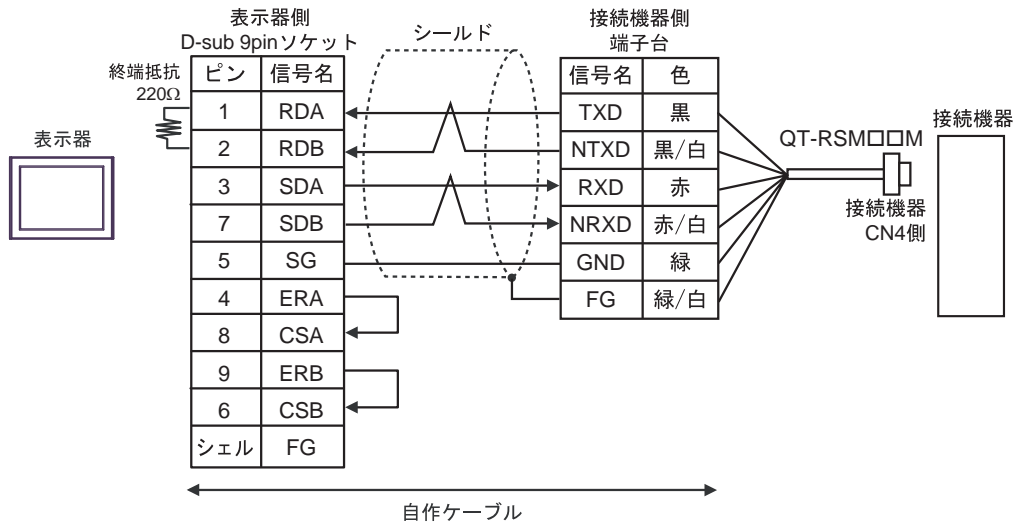 表示器側
D-sub 9pinソケット
シールド
接続機器側
端子台
終端抵抗
220Ω
ピン 信号名
1 RDA
2 RDB
3 SDA
7 SDB
5 SG
4 ERA
8 CSA
9 ERB
6 CSB
シェル FG
信号名 色
TXD 黒
NTXD 黒/白
RXD 赤
NRXD 赤/白
GND 緑
FG 緑/白
表示器
QT-RSM□□M
接続機器
CN4側
接続機器
自作ケーブル